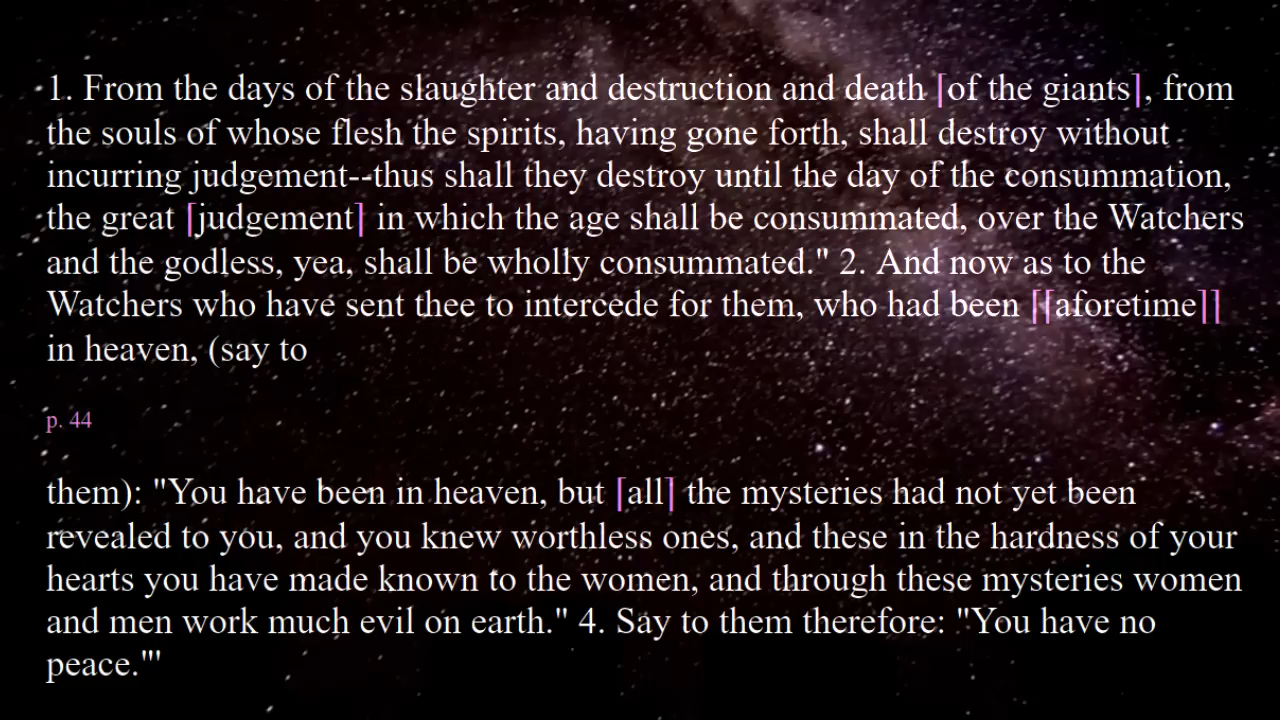 1. From the days of the slaughter and destruction and death ⌈of the giants⌉, from
the souls of whose flesh the spirits, having gone forth, shall destroy without
incurring judgement--thus shall they destroy until the day of the consummation,
the great ⌈judgement⌉ in which the age shall be consummated, over the Watchers
and the godless, yea, shall be wholly consummated." 2. And now as to the
Watchers who have sent thee to intercede for them, who had been ⌈⌈aforetime⌉⌉
in heaven, (say to
p. 44
them): "You have been in heaven, but ⌈all⌉ the mysteries had not yet been
revealed to you, and you knew worthless ones, and these in the hardness of your
hearts you have made known to the women, and through these mysteries women
and men work much evil on earth." 4. Say to them therefore: "You have no
peace."'